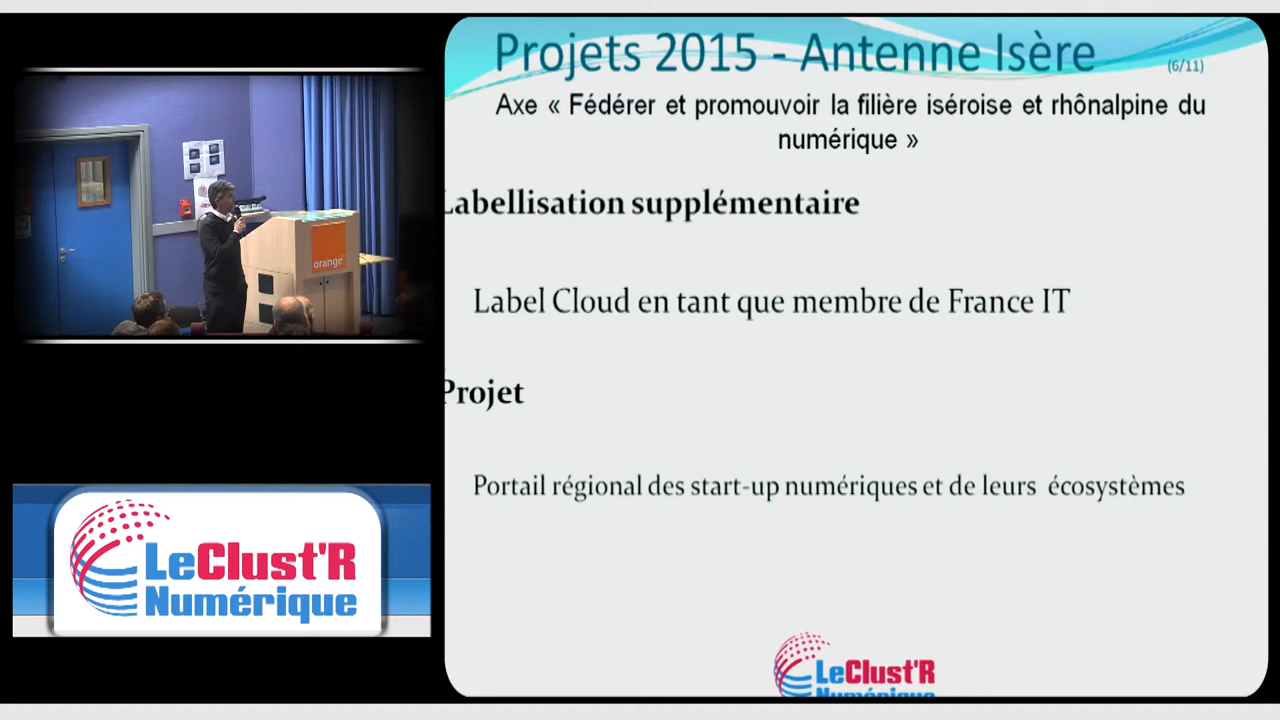 Projets 2015 - Antenne Isère
(6/11)
Axe « Fédérer et promouvoir la filière iséroise et rhônalpine du
numérique »
Labellisation supplémentaire
Label Cloud en tant que membre de France IT
Projet
Portail régional des start-up numériques et de leurs écosystèmes
orange
LeClust'R
Numérique
LeClust'R
Numérique